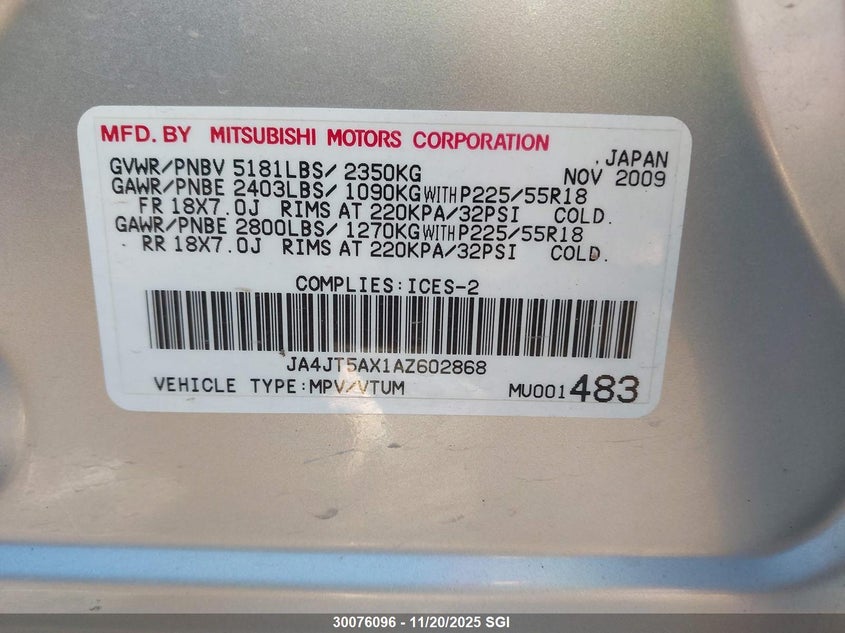 MFD. BY MITSUBISHI MOTORS CORPORATION
GVWR/PNBV 5181LBS/ 2350KG JAPAN NOV 2009
GAWR/PNBE 2403LBS/ 1090KG WITH P225/55R18
FR 18X7.0J RIMS AT 220KPA/32PSI COLD.
GAWR/PNBE 2800LBS/ 1270KG WITH P225/55R18
RR 18X7.0J RIMS AT 220KPA/32PSI COLD.
COMPLIES:ICES-2
JA4JT5AX1AZ602868
VEHICLE TYPE:MPV/VTUM MU001483
30076096 - 11/20/2025 SGI